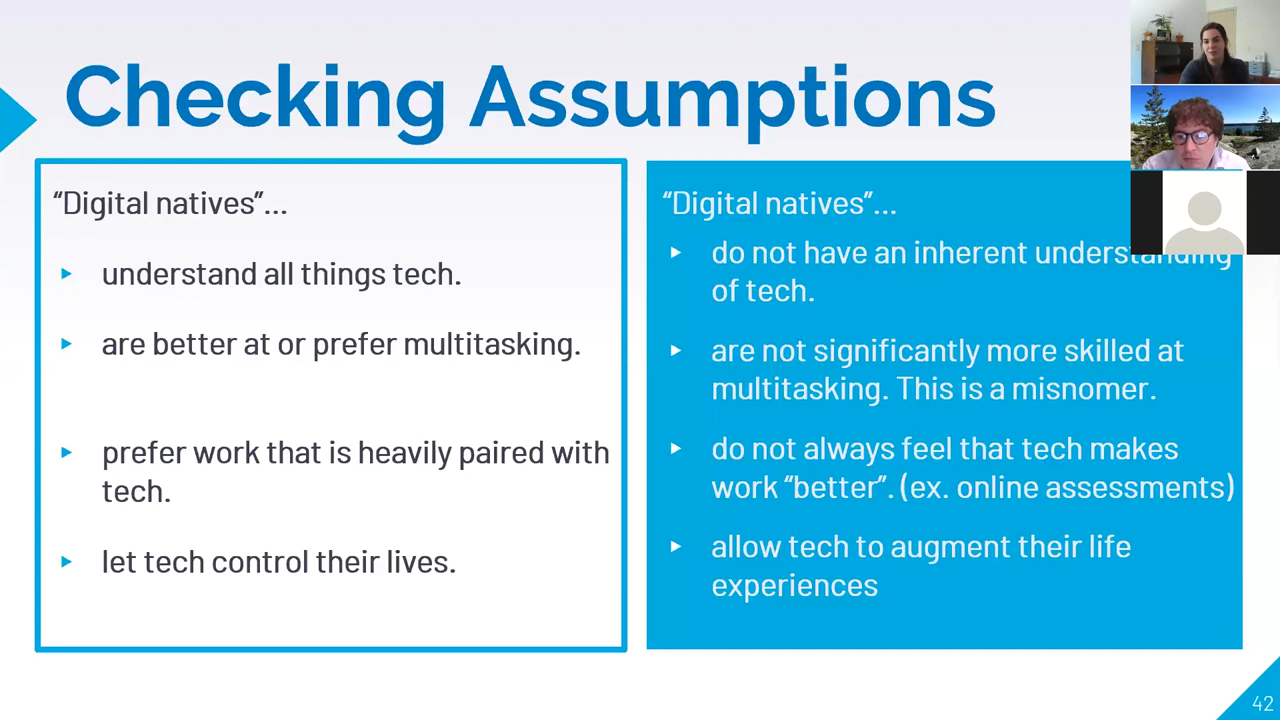 Checking Assumptions
“Digital natives”...
understand all things tech.
are better at or prefer multitasking.
prefer work that is heavily paired with
tech.
let tech control their lives.
“Digital natives”...
do not have an inherent understanding
of tech.
are not significantly more skilled at
multitasking. This is a misnomer.
do not always feel that tech makes
work “better”. (ex. online assessments)
allow tech to augment their life
experiences
42